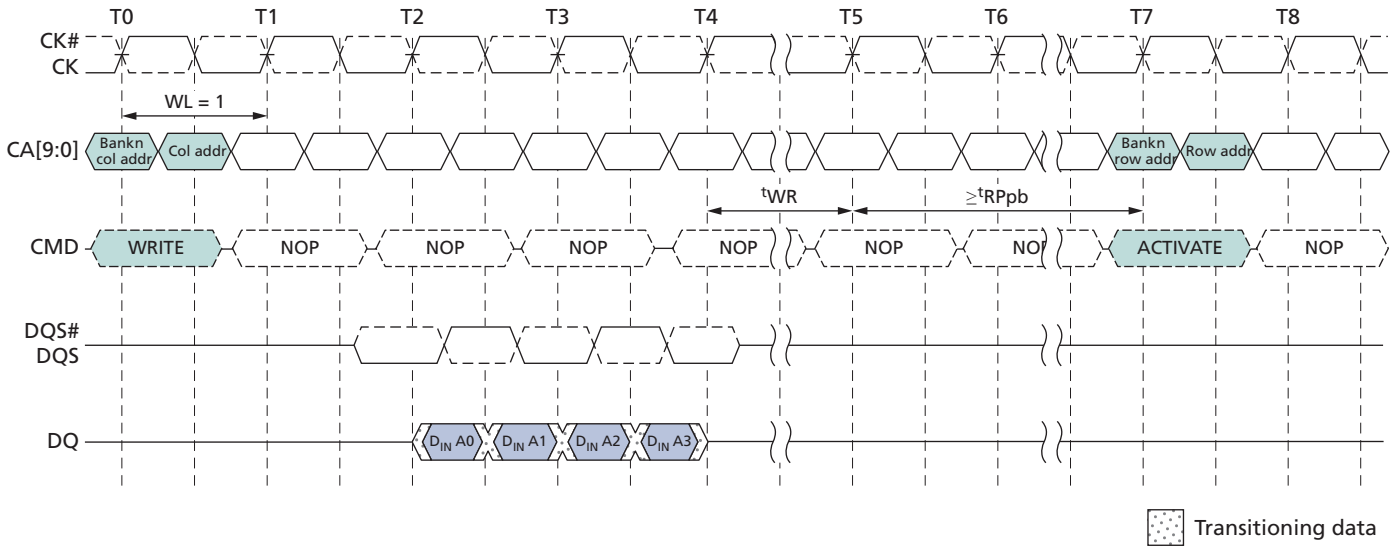 T0 T1 T2 T3 T4 T5 T6 T7 T8
CK#
CK
WL = 1
CA[9:0]
Bankn
col addr
Col addr
Bankn
row addr
Row addr
tWR
≥tRPpb
CMD
WRITE NOP NOP NOP NOP NOP NOP ACTIVATE NOP
DQS#
DQS
DQ
DIN A0 DIN A1 DIN A2 DIN A3
Transitioning data